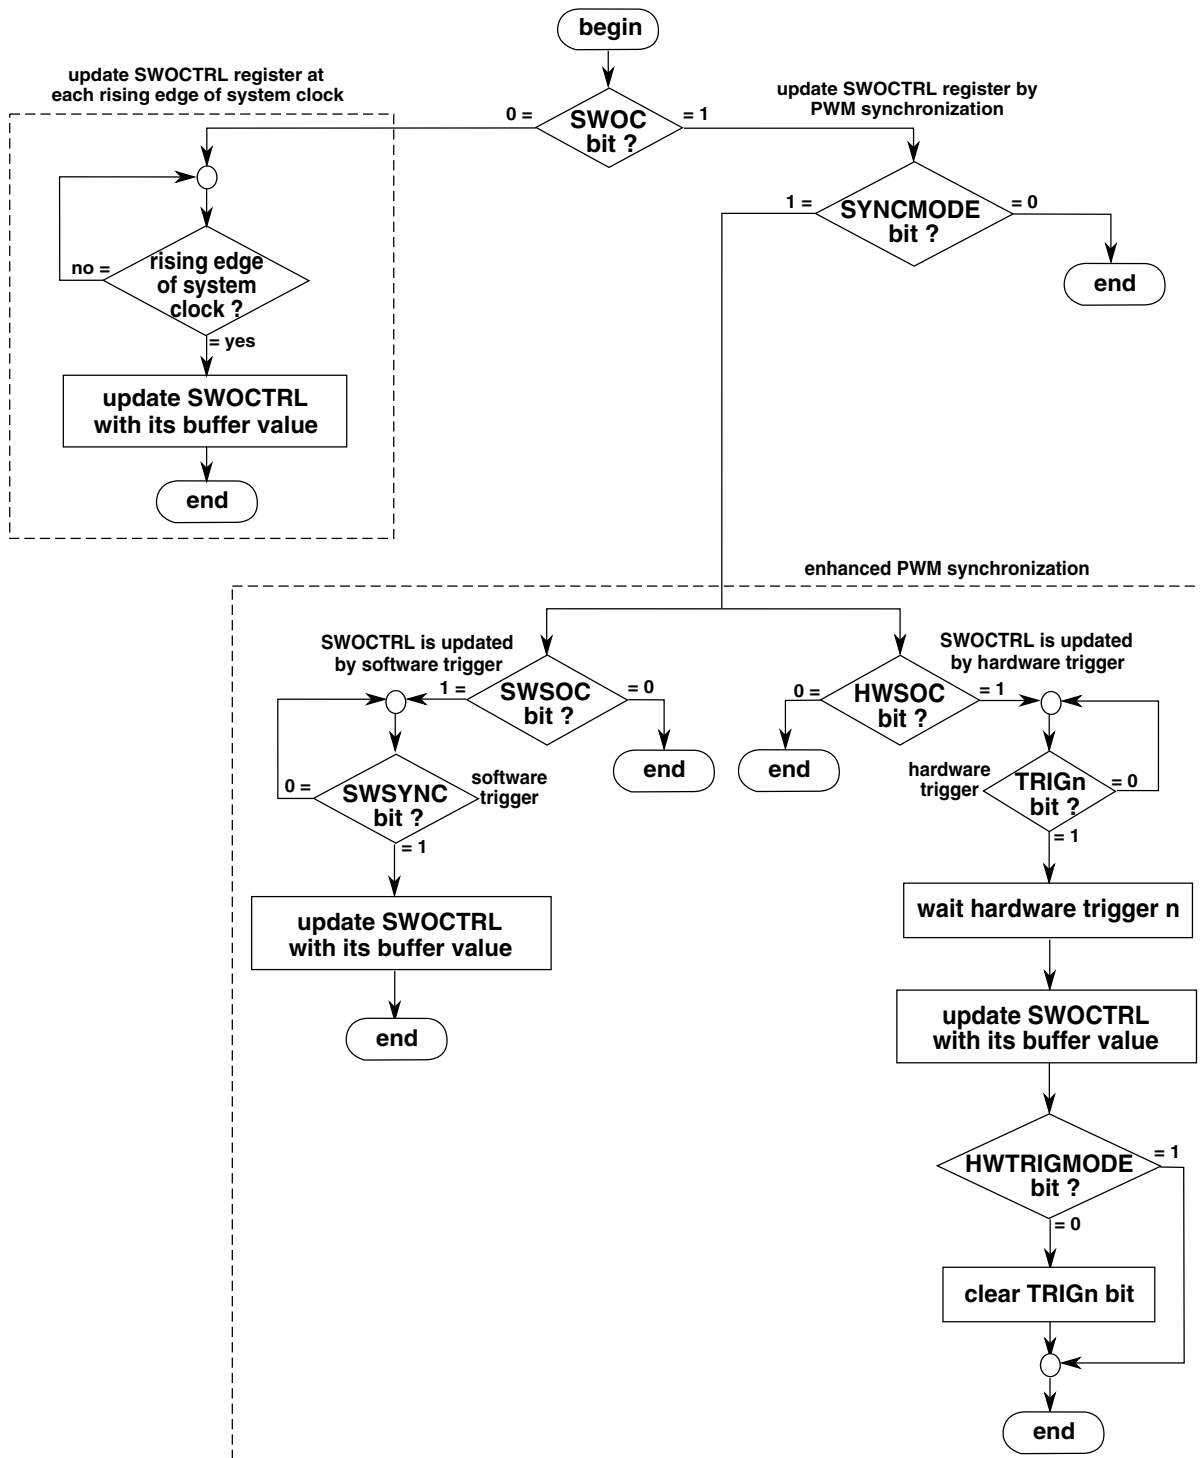 begin
update SWOCTRL register at
each rising edge of system clock
update SWOCTRL register by
PWM synchronization
0 =
SWOC
bit ?
= 1
1 =
SYNCMODE
bit ?
= 0
end
no =
rising edge
of system
clock ?
= yes
update SWOCTRL
with its buffer value
end
enhanced PWM synchronization
SWOCTRL is updated
by software trigger
SWOCTRL is updated
by hardware trigger
1 =
SWSOC
bit ?
= 0
end
0 =
HWSOC
bit ?
= 1
end
0 =
SWSYNC
bit ?
software
trigger
= 1
hardware
trigger
TRIGn
bit ?
= 0
= 1
update SWOCTRL
with its buffer value
end
wait hardware trigger n
update SWOCTRL
with its buffer value
HWTRIGMODE
bit ?
= 1
= 0
clear TRIGn bit
end